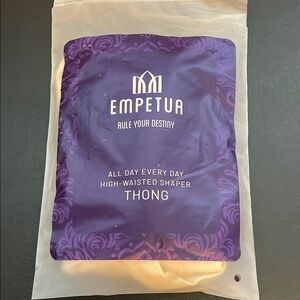 EMPETUA
RULE YOUR DESTINY
ALL DAY EVERY DAY
HIGH-WAISTED SHAPER
THONG